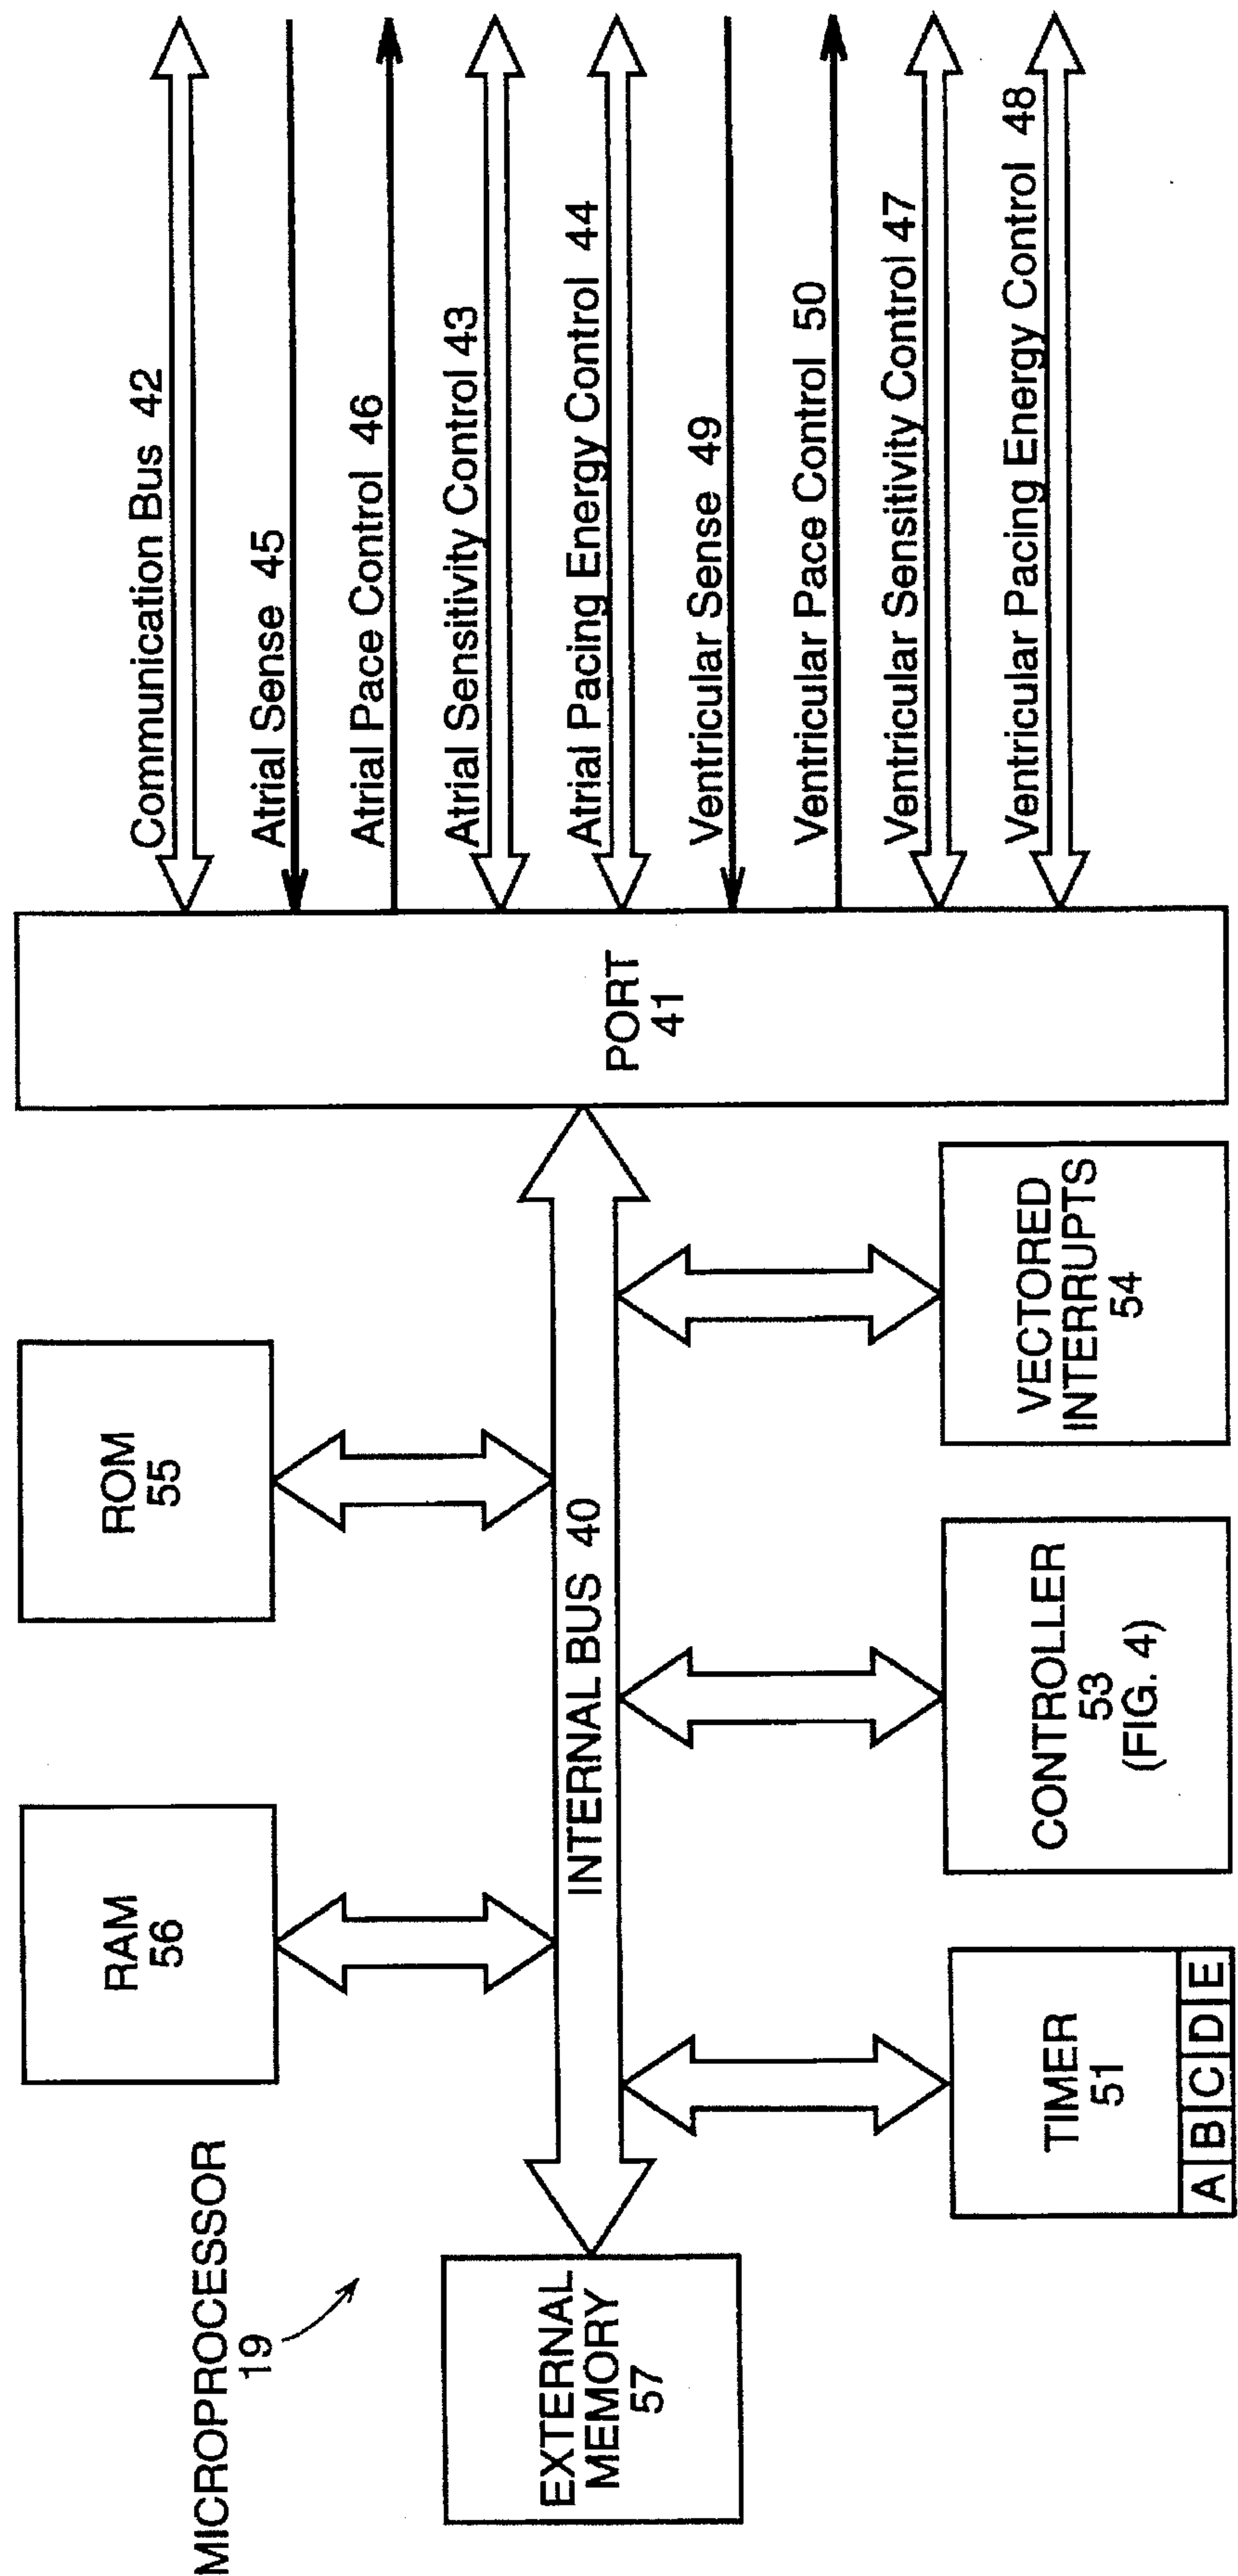 MICROPROCESSOR
19
RAM
56
ROM
55
EXTERNAL
MEMORY
57
INTERNAL BUS 40
TIMER
51
A B C D E
CONTROLLER
53
(FIG. 4)
VECTORED
INTERRUPTS
54
PORT
41
Communication Bus 42
Atrial Sense 45
Atrial Pace Control 46
Atrial Sensitivity Control 43
Atrial Pacing Energy Control 44
Ventricular Sense 49
Ventricular Pace Control 50
Ventricular Sensitivity Control 47
Ventricular Pacing Energy Control 48